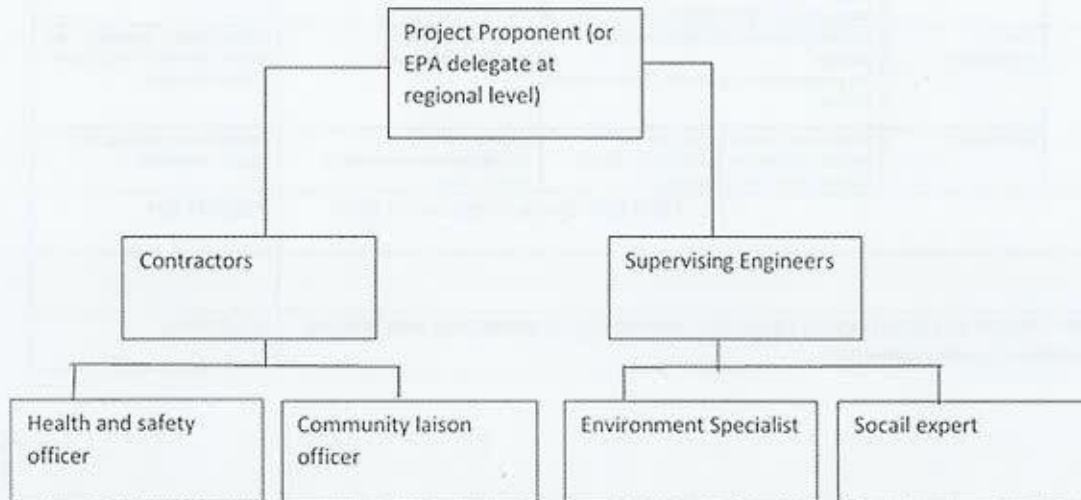 Project Proponent (or
EPA delegate at
regional level)
Contractors
Supervising Engineers
Health and safety
officer
Community laison
officer
Environment Specialist
Socail expert